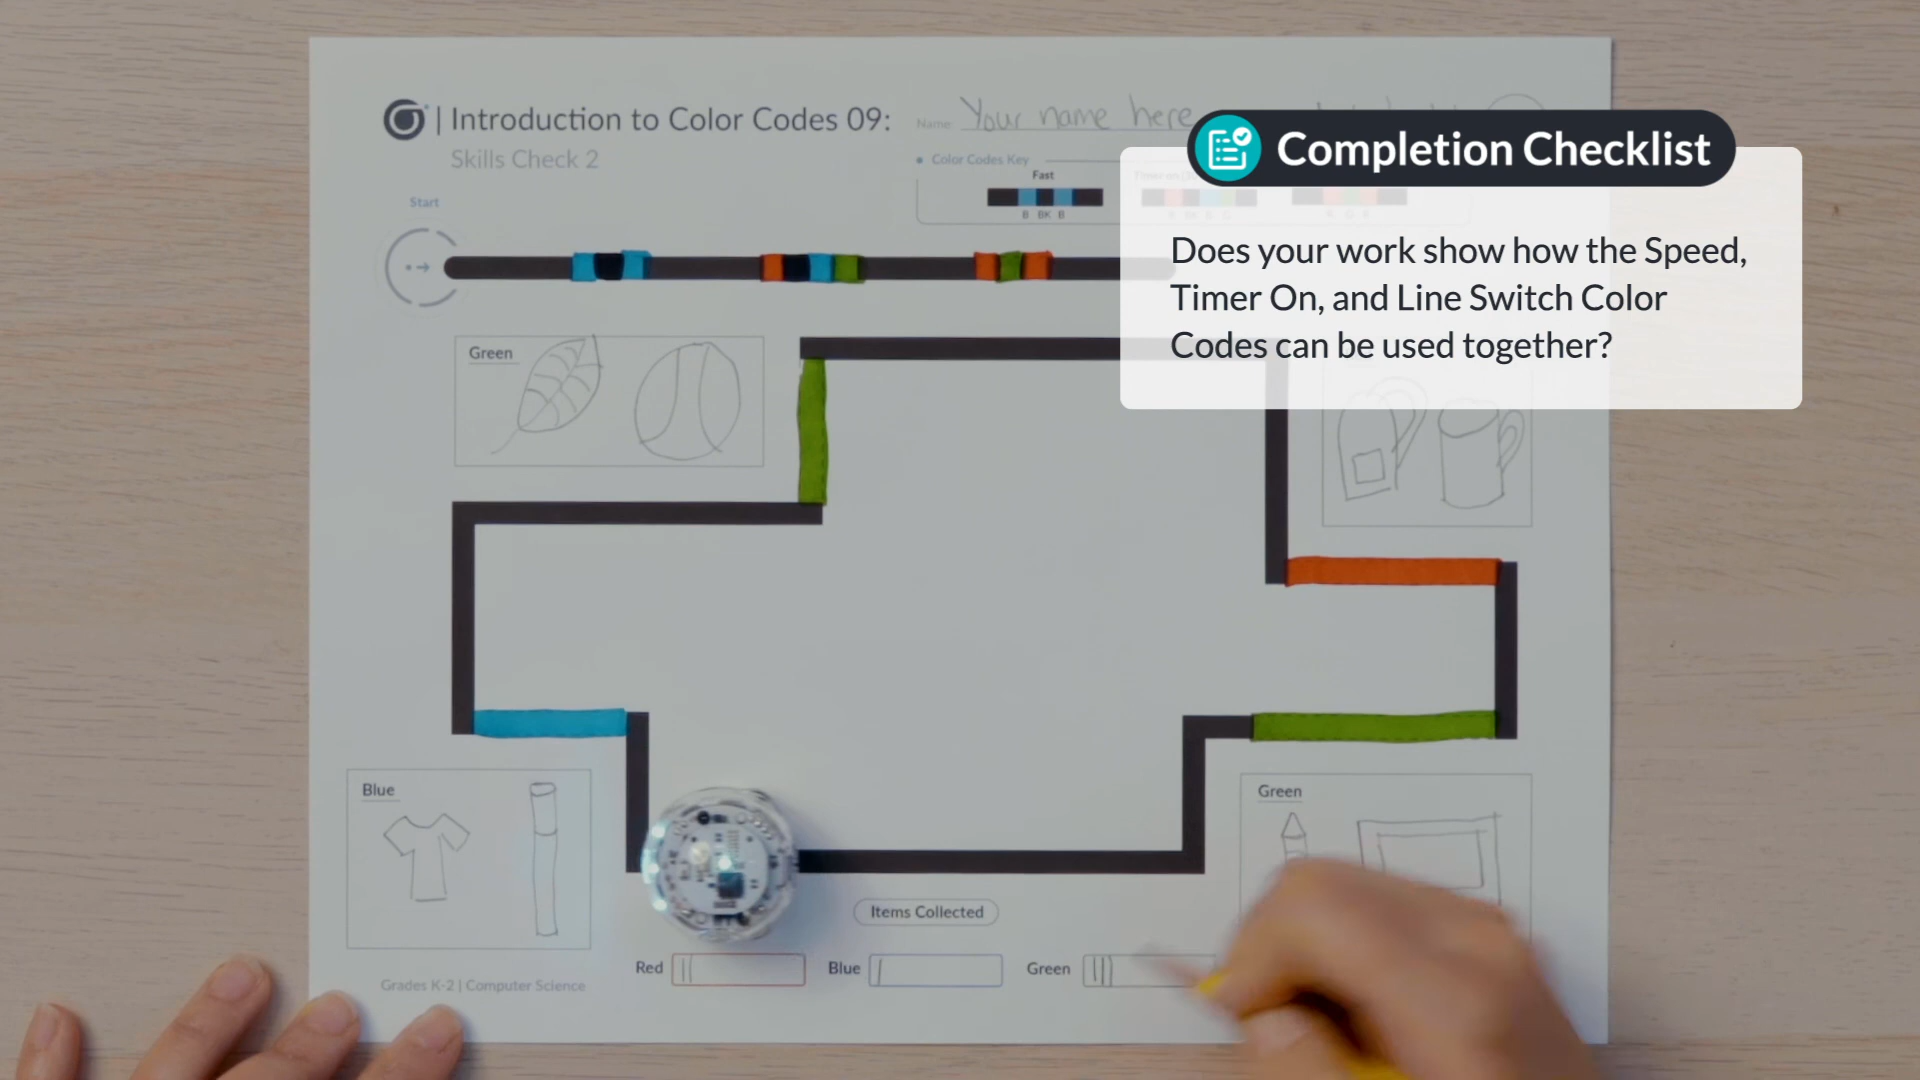 Introduction to Color Codes 09:
Skills Check 2
Name
Your name here
Color Codes Key
Fast
B BK B
Start
Completion Checklist
Does your work show how the Speed,
Timer On, and Line Switch Color
Codes can be used together?
Green
Blue
Green
Items Collected
Red
Blue
Green
Grades K-2 | Computer Science